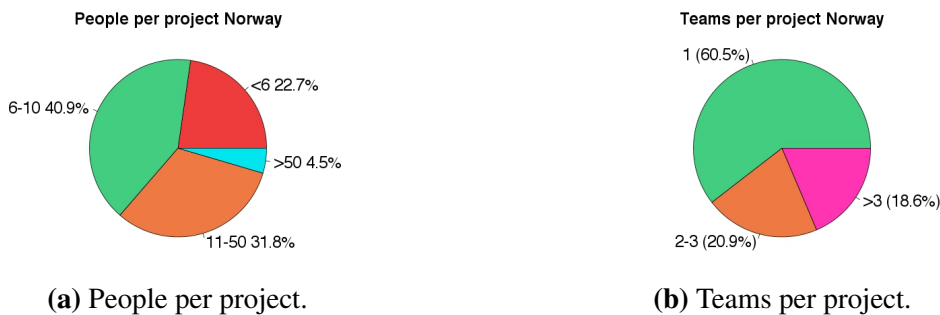 People per project Norway
<6 22.7%
6-10 40.9%
>50 4.5%
11-50 31.8%
(a) People per project.
Teams per project Norway
1 (60.5%)
>3 (18.6%)
2-3 (20.9%)
(b) Teams per project.